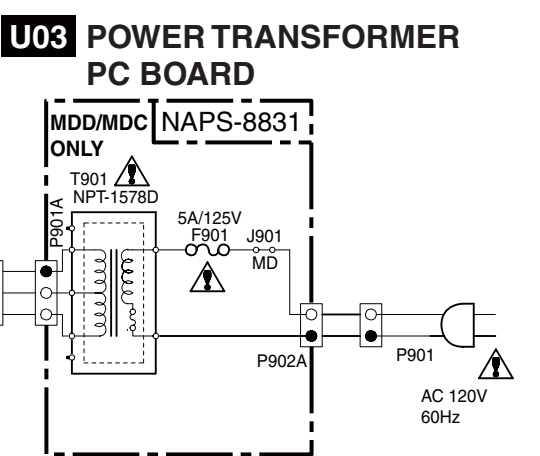 U03 POWER TRANSFORMER
PC BOARD
MDD/MDC
ONLY
NAPS-8831
T901
NPT-1578D
P901A
5A/125V
F901
J901
MD
P902A
P901
AC 120V
60Hz